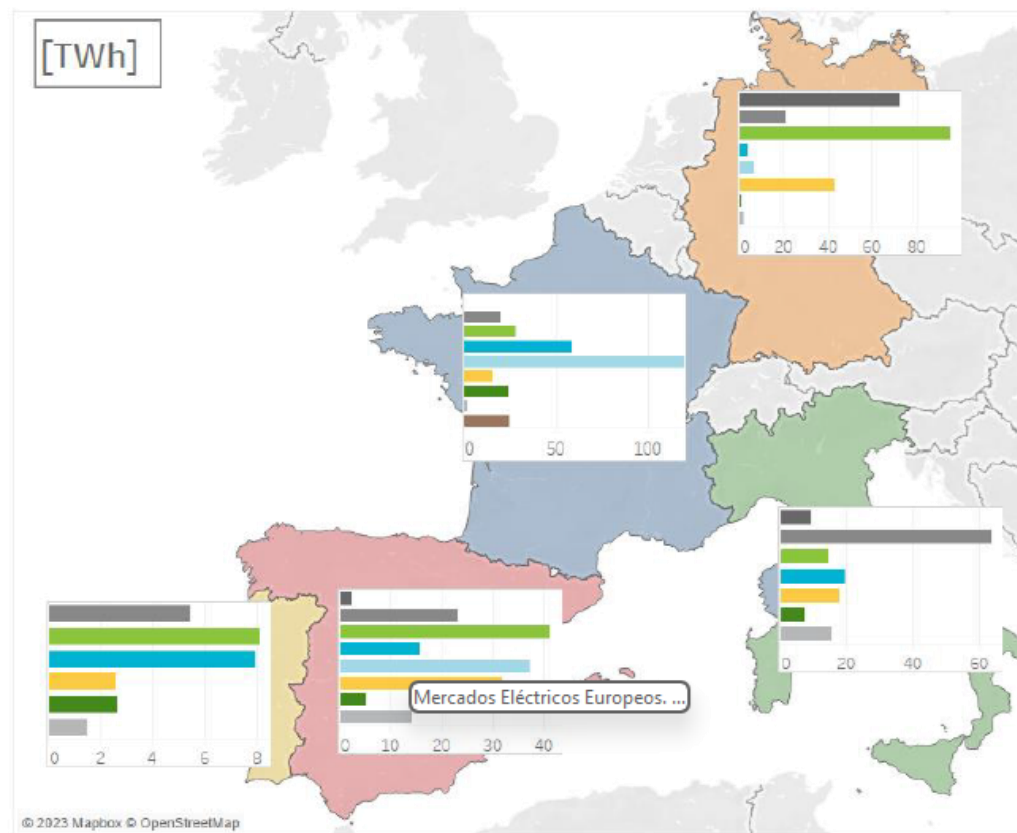 [TWh]
0 20 40 60 80
0 50 100
0 20 40 60
0 2 4 6 8
0 10 20 30 40
Mercados Eléctricos Europeos. ...
© 2023 Mapbox © OpenStreetMap